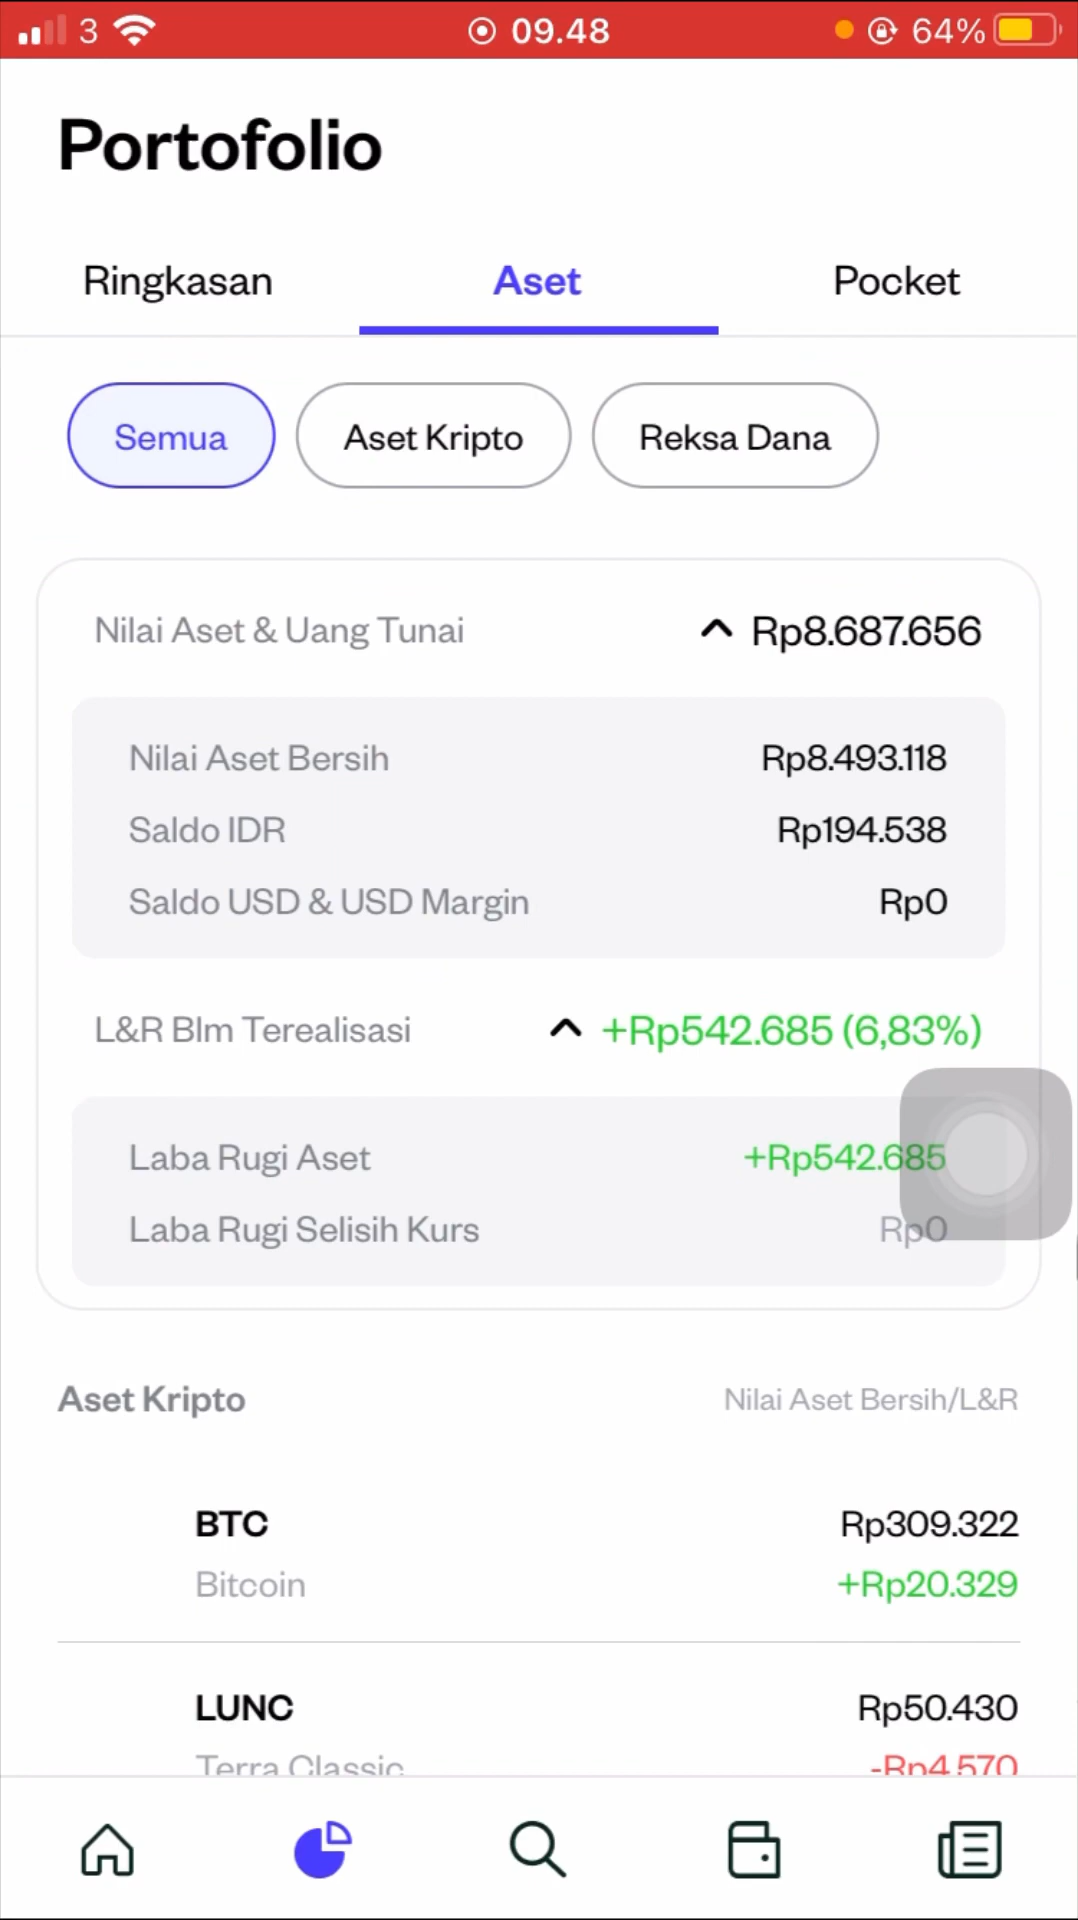 3 09.48 64%
Portofolio
Ringkasan Aset Pocket
Semua Aset Kripto Reksa Dana
Nilai Aset & Uang Tunai Rp8.687.656
Nilai Aset Bersih Rp8.493.118
Saldo IDR Rp194.538
Saldo USD & USD Margin Rp0
L&R Blm Terealisasi +Rp542.685 (6,83%)
Laba Rugi Aset +Rp542.685
Laba Rugi Selisih Kurs Rp0
Aset Kripto Nilai Aset Bersih/L&R
BTC Rp309.322
Bitcoin +Rp20.329
LUNC Rp50.430
Terra Classic -Rp4.570